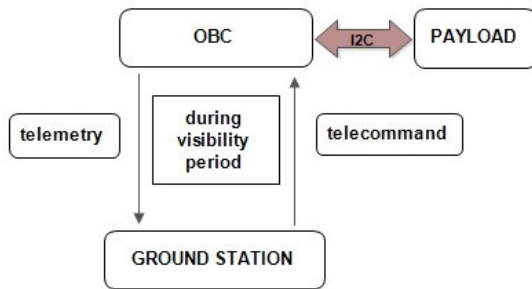 OBC
I2C
PAYLOAD
telemetry
during
visibility
period
telecommand
GROUND STATION